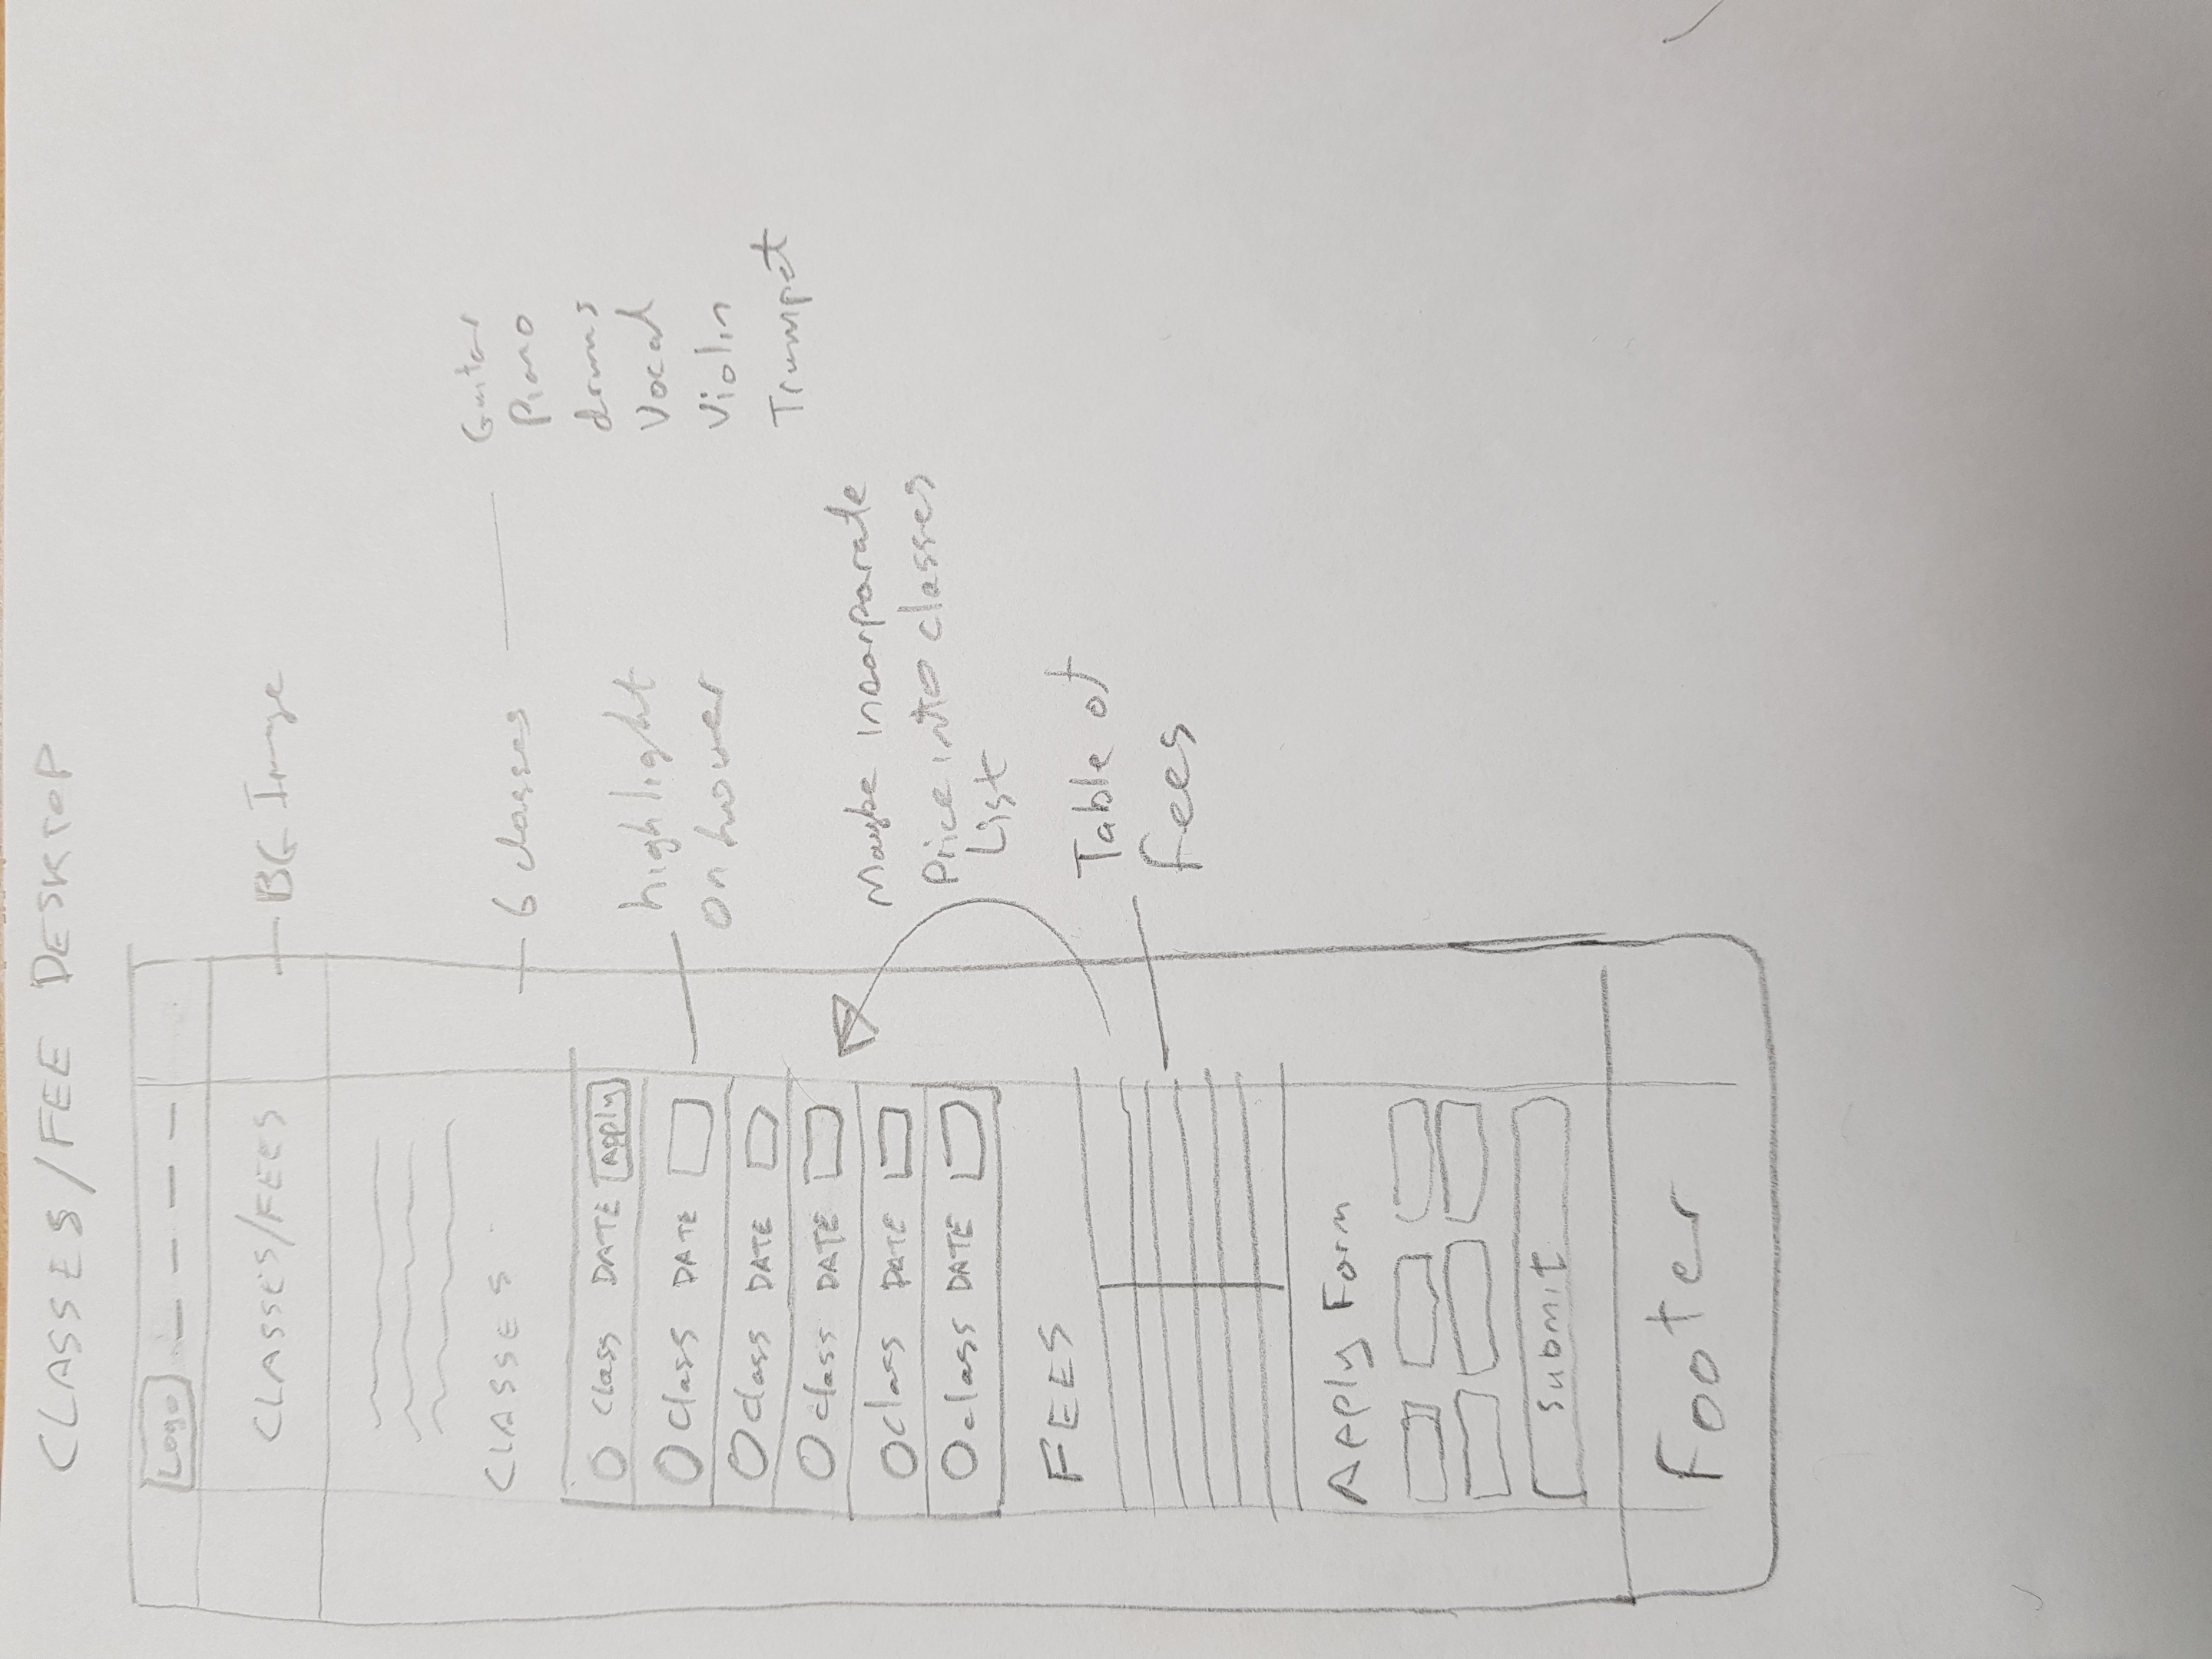 CLASSES/FEE DESKTOP
Logo
CLASSES/FEES
BG Image
CLASSES
6 classes
Guitar
Piano
drums
Vocal
Violin
Trumpet
Class DATE Apply
Class DATE
Class DATE
class DATE
class DATE
class DATE
highlight
on hover
Maybe incorporate
Price into classes
List
FEES
Table of
Fees
Apply Form
Submit
Footer